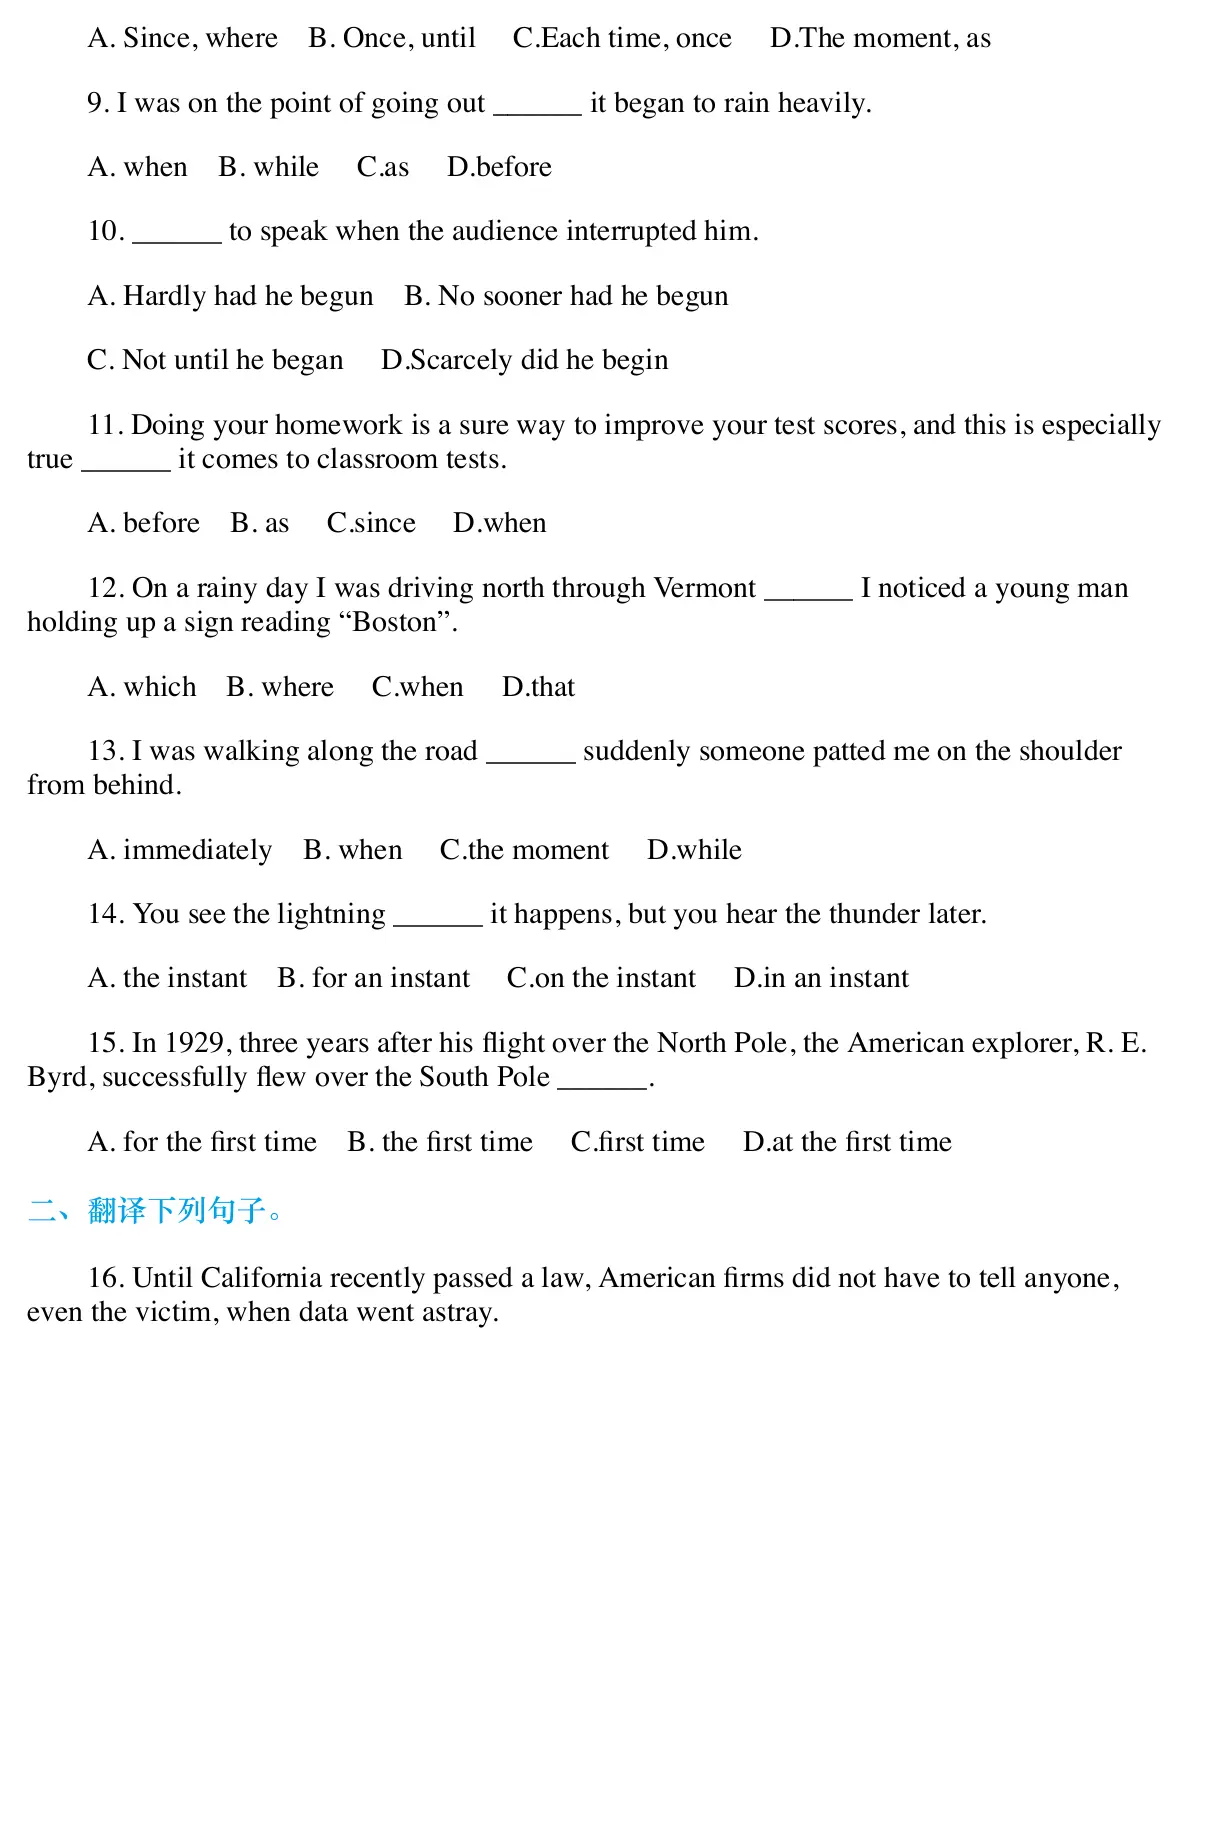 A. Since, where B. Once, until C.Each time, once D.The moment, as
9. I was on the point of going out ______ it began to rain heavily.
A. when B. while C.as D.before
10. ______ to speak when the audience interrupted him.
A. Hardly had he begun B. No sooner had he begun
C. Not until he began D.Scarcely did he begin
11. Doing your homework is a sure way to improve your test scores, and this is especially
true ______ it comes to classroom tests.
A. before B. as C.since D.when
12. On a rainy day I was driving north through Vermont ______ I noticed a young man
holding up a sign reading “Boston”.
A. which B. where C.when D.that
13. I was walking along the road ______ suddenly someone patted me on the shoulder
from behind.
A. immediately B. when C.the moment D.while
14. You see the lightning ______ it happens, but you hear the thunder later.
A. the instant B. for an instant C.on the instant D.in an instant
15. In 1929, three years after his flight over the North Pole, the American explorer, R. E.
Byrd, successfully flew over the South Pole ______.
A. for the first time B. the first time C.first time D.at the first time
二、翻译下列句子。
16. Until California recently passed a law, American firms did not have to tell anyone,
even the victim, when data went astray.